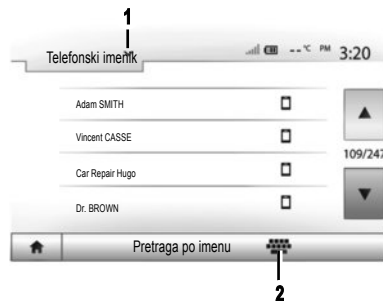 1
Telefonski imenik
--°C PM 3:20
Adam SMITH
Vincent CASSE
Car Repair Hugo
Dr. BROWN
109/247
Pretraga po imenu
2